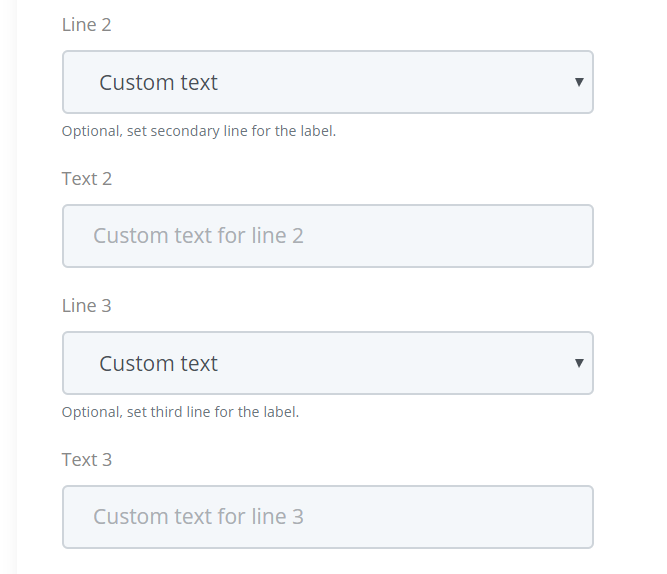 Line 2
Custom text
Optional, set secondary line for the label.
Text 2
Custom text for line 2
Line 3
Custom text
Optional, set third line for the label.
Text 3
Custom text for line 3